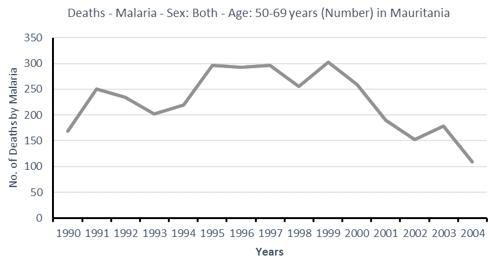 Deaths - Malaria - Sex: Both - Age: 50-69 years (Number) in Mauritania
No. of Deaths by Malaria
350
300
250
200
150
100
50
0
1990 1991 1992 1993 1994 1995 1996 1997 1998 1999 2000 2001 2002 2003 2004
Years